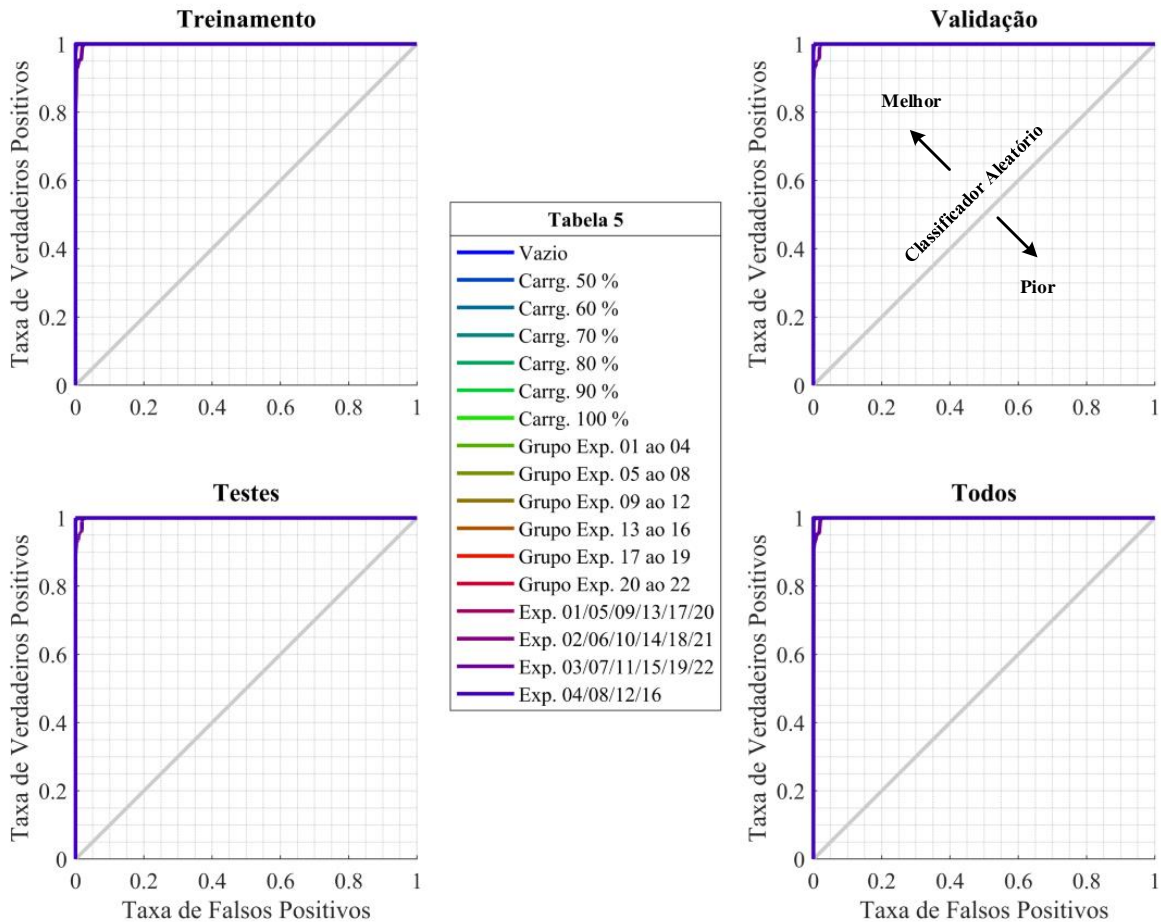 Treinamento
Taxa de Verdadeiros Positivos
1
0.8
0.6
0.4
0.2
0
0 0.2 0.4 0.6 0.8 1
Validação
Taxa de Verdadeiros Positivos
1
0.8
0.6
0.4
0.2
0
Melhor
Classificador Aleatório
Pior
0 0.2 0.4 0.6 0.8 1
Tabela 5
Vazio
Carrg. 50 %
Carrg. 60 %
Carrg. 70 %
Carrg. 80 %
Carrg. 90 %
Carrg. 100 %
Grupo Exp. 01 ao 04
Grupo Exp. 05 ao 08
Grupo Exp. 09 ao 12
Grupo Exp. 13 ao 16
Grupo Exp. 17 ao 19
Grupo Exp. 20 ao 22
Exp. 01/05/09/13/17/20
Exp. 02/06/10/14/18/21
Exp. 03/07/11/15/19/22
Exp. 04/08/12/16
Testes
Taxa de Verdadeiros Positivos
1
0.8
0.6
0.4
0.2
0
0 0.2 0.4 0.6 0.8 1
Taxa de Falsos Positivos
Todos
Taxa de Verdadeiros Positivos
1
0.8
0.6
0.4
0.2
0
0 0.2 0.4 0.6 0.8 1
Taxa de Falsos Positivos